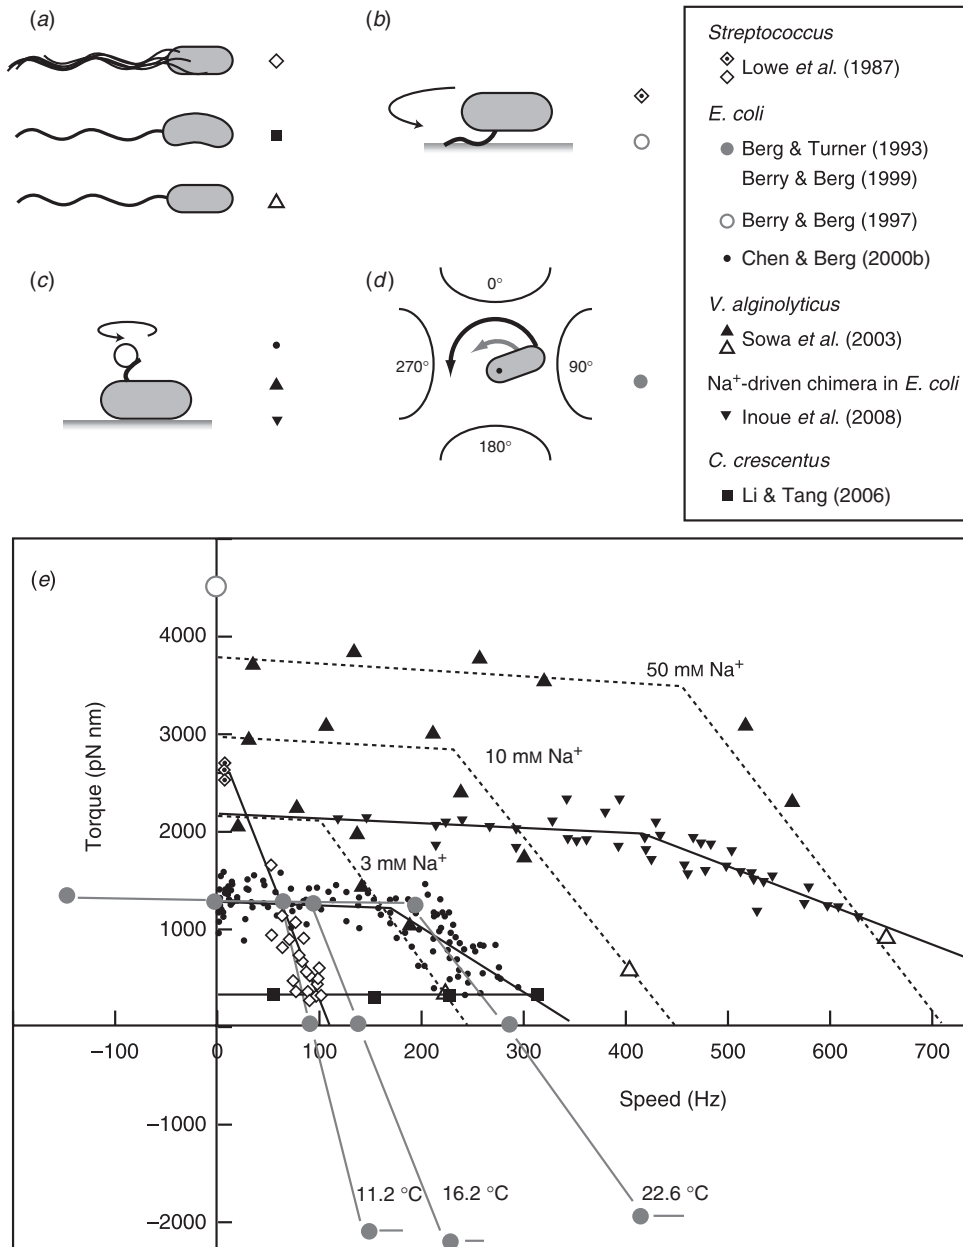 (a)
(b)
Streptococcus
Lowe et al. (1987)
E. coli
Berg & Turner (1993)
Berry & Berg (1999)
Berry & Berg (1997)
Chen & Berg (2000b)
V. alginolyticus
Sowa et al. (2003)
Na⁺-driven chimera in E. coli
Inoue et al. (2008)
C. crescentus
Li & Tang (2006)
(c)
(d)
0°
270°
90°
180°
(e)
4000
3000
2000
1000
−1000
−2000
Torque (pN nm)
50 mM Na⁺
10 mM Na⁺
3 mM Na⁺
−100 0 100 200 300 400 500 600 700
Speed (Hz)
11.2 °C
16.2 °C
22.6 °C